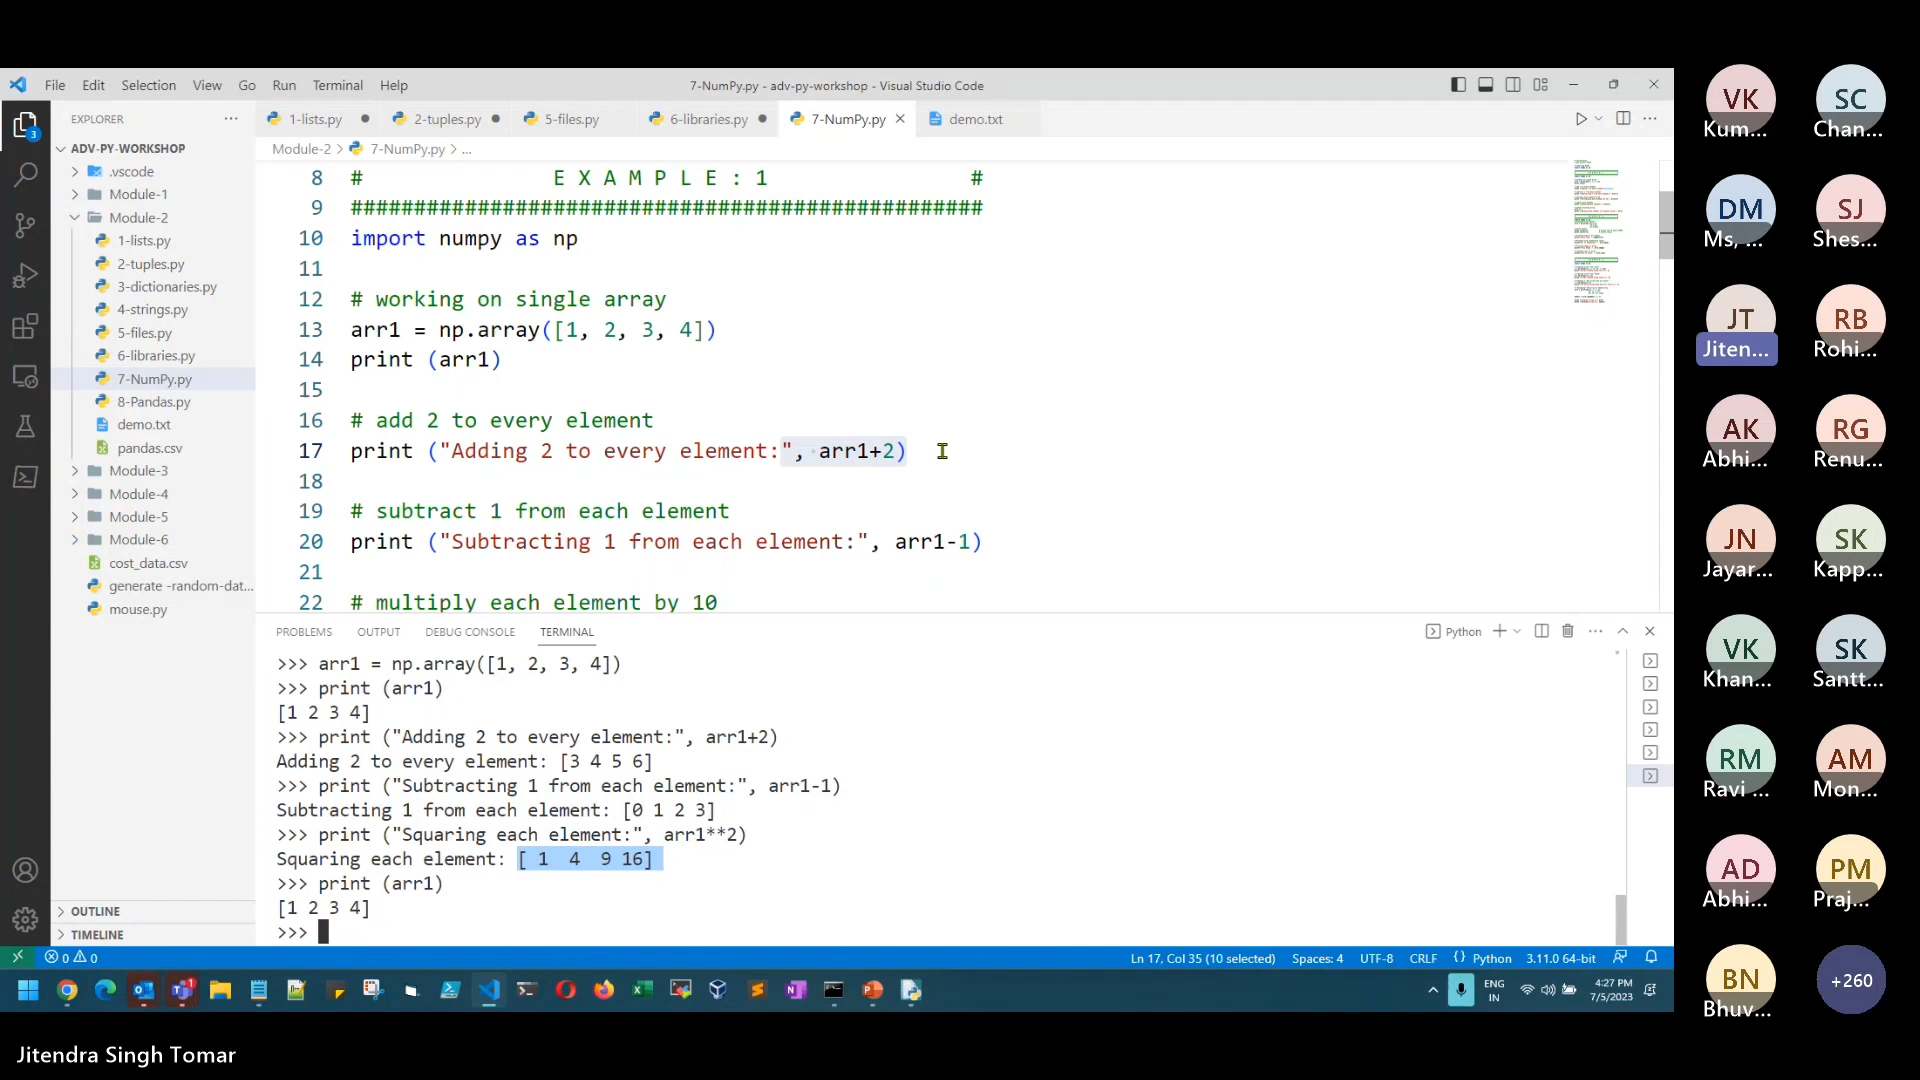 File Edit Selection View Go Run Terminal Help
7-NumPy.py - adv-py-workshop - Visual Studio Code
EXPLORER
1-lists.py
2-tuples.py
5-files.py
6-libraries.py
7-NumPy.py
demo.txt
Module-2 > 7-NumPy.py > ...
3
ADV-PY-WORKSHOP
.vscode
Module-1
Module-2
1-lists.py
2-tuples.py
3-dictionaries.py
4-strings.py
5-files.py
6-libraries.py
7-NumPy.py
8-Pandas.py
demo.txt
pandas.csv
Module-3
Module-4
Module-5
Module-6
cost_data.csv
generate -random-dat...
mouse.py
OUTLINE
TIMELINE
8 # E X A M P L E : 1 #
9 ##################################################
10 import numpy as np
11
12 # working on single array
13 arr1 = np.array([1, 2, 3, 4])
14 print (arr1)
15
16 # add 2 to every element
17 print ("Adding 2 to every element:", arr1+2)
18
19 # subtract 1 from each element
20 print ("Subtracting 1 from each element:", arr1-1)
21
22 # multiply each element by 10
PROBLEMS OUTPUT DEBUG CONSOLE TERMINAL
Python
>>> arr1 = np.array([1, 2, 3, 4])
>>> print (arr1)
[1 2 3 4]
>>> print ("Adding 2 to every element:", arr1+2)
Adding 2 to every element: [3 4 5 6]
>>> print ("Subtracting 1 from each element:", arr1-1)
Subtracting 1 from each element: [0 1 2 3]
>>> print ("Squaring each element:", arr1**2)
Squaring each element: [ 1  4  9 16]
>>> print (arr1)
[1 2 3 4]
>>>
0 0
Ln 17, Col 35 (10 selected) Spaces: 4 UTF-8 CRLF Python 3.11.0 64-bit
ENG
IN
4:27 PM
7/5/2023
Jitendra Singh Tomar
VK
Kum...
SC
Chan...
DM
Ms, ...
SJ
Shes...
JT
Jiten...
RB
Rohi...
AK
Abhi...
RG
Renu...
JN
Jayar...
SK
Kapp...
VK
Khan...
SK
Santt...
RM
Ravi ...
AM
Mon...
AD
Abhi...
PM
Praj...
BN
Bhuv...
+260